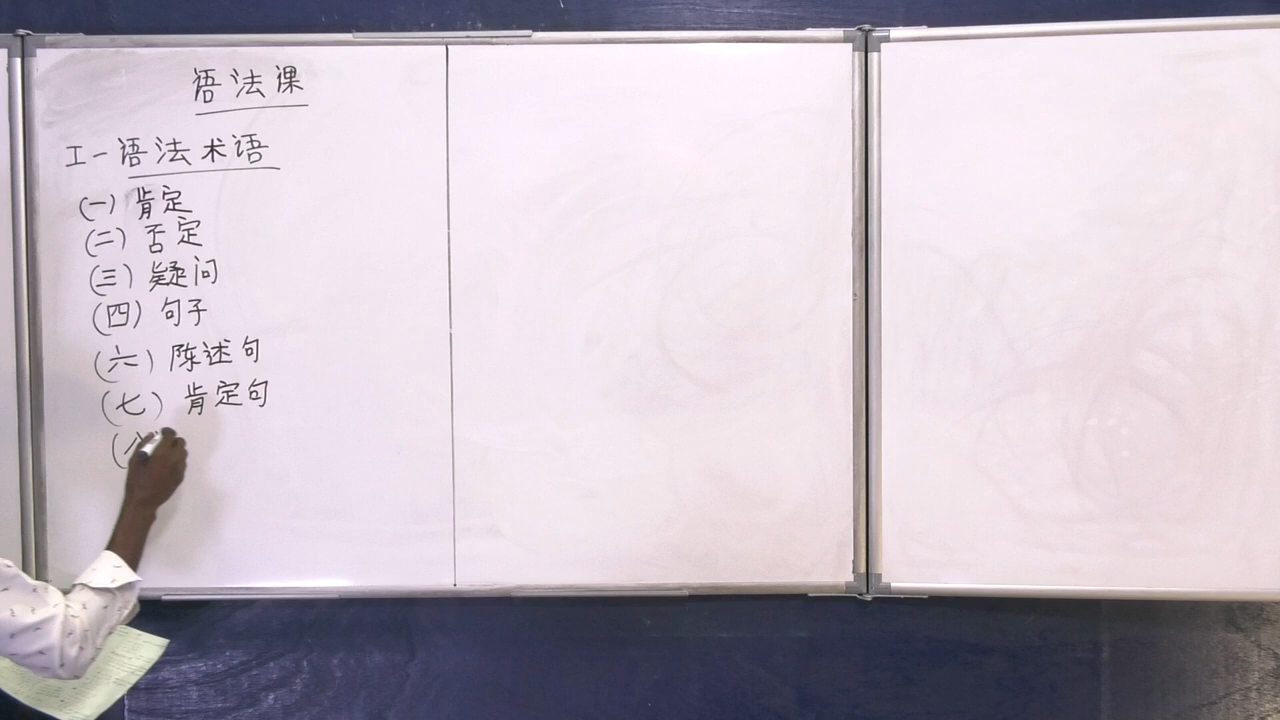 语法课
I-语法术语
(一) 肯定
(二) 否定
(三) 疑问
(四) 句子
(六) 陈述句
(七) 肯定句
(八